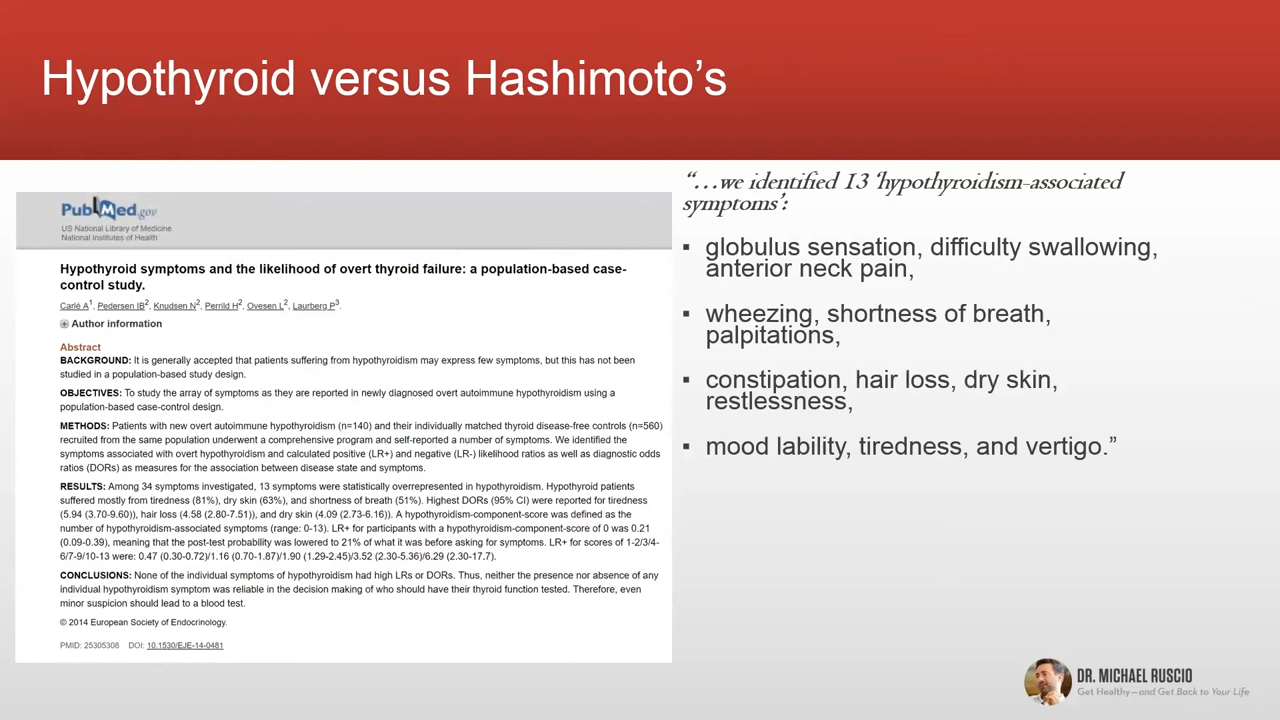 Hypothyroid versus Hashimoto’s
PubMed.gov
US National Library of Medicine
National Institutes of Health
Hypothyroid symptoms and the likelihood of overt thyroid failure: a population-based case-
control study.
Carlé A1, Pedersen IB2, Knudsen N2, Perrild H2, Ovesen L2, Laurberg P3.
Author information
Abstract
BACKGROUND: It is generally accepted that patients suffering from hypothyroidism may express few symptoms, but this has not been
studied in a population-based study design.
OBJECTIVES: To study the array of symptoms as they are reported in newly diagnosed overt autoimmune hypothyroidism using a
population-based case-control design.
METHODS: Patients with new overt autoimmune hypothyroidism (n=140) and their individually matched thyroid disease-free controls (n=560)
recruited from the same population underwent a comprehensive program and self-reported a number of symptoms. We identified the
symptoms associated with overt hypothyroidism and calculated positive (LR+) and negative (LR-) likelihood ratios as well as diagnostic odds
ratios (DORs) as measures for the association between disease state and symptoms.
RESULTS: Among 34 symptoms investigated, 13 symptoms were statistically overrepresented in hypothyroidism. Hypothyroid patients
suffered mostly from tiredness (81%), dry skin (63%), and shortness of breath (51%). Highest DORs (95% CI) were reported for tiredness
(5.94 (3.70-9.60)), hair loss (4.58 (2.80-7.51)), and dry skin (4.09 (2.73-6.16)). A hypothyroidism-component-score was defined as the
number of hypothyroidism-associated symptoms (range: 0-13). LR+ for participants with a hypothyroidism-component-score of 0 was 0.21
(0.09-0.39), meaning that the post-test probability was lowered to 21% of what it was before asking for symptoms. LR+ for scores of 1-2/3/4-
6/7-9/10-13 were: 0.47 (0.30-0.72)/1.16 (0.70-1.87)/1.90 (1.29-2.45)/3.52 (2.30-5.36)/6.29 (2.30-17.7).
CONCLUSIONS: None of the individual symptoms of hypothyroidism had high LRs or DORs. Thus, neither the presence nor absence of any
individual hypothyroidism symptom was reliable in the decision making of who should have their thyroid function tested. Therefore, even
minor suspicion should lead to a blood test.
© 2014 European Society of Endocrinology.
PMID: 25305308 DOI: 10.1530/EJE-14-0481
“…we identified 13 ‘hypothyroidism-associated
symptoms’:
▪ globulus sensation, difficulty swallowing,
anterior neck pain,
▪ wheezing, shortness of breath,
palpitations,
▪ constipation, hair loss, dry skin,
restlessness,
▪ mood lability, tiredness, and vertigo.”
DR. MICHAEL RUSCIO
Get Healthy—and Get Back to Your Life